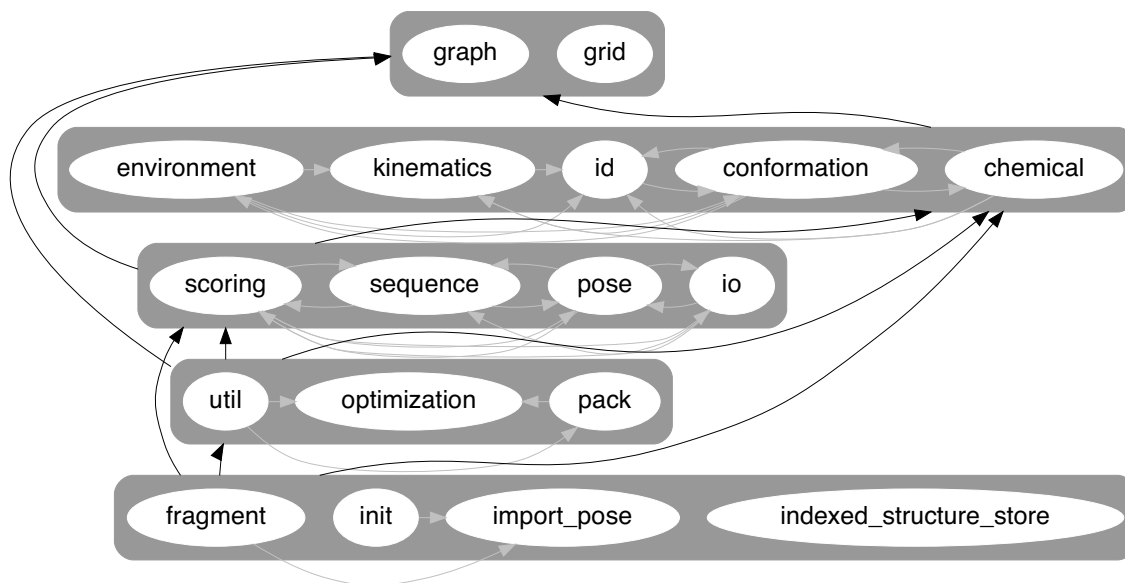 graph grid
environment kinematics id conformation chemical
scoring sequence pose io
util optimization pack
fragment init import_pose indexed_structure_store